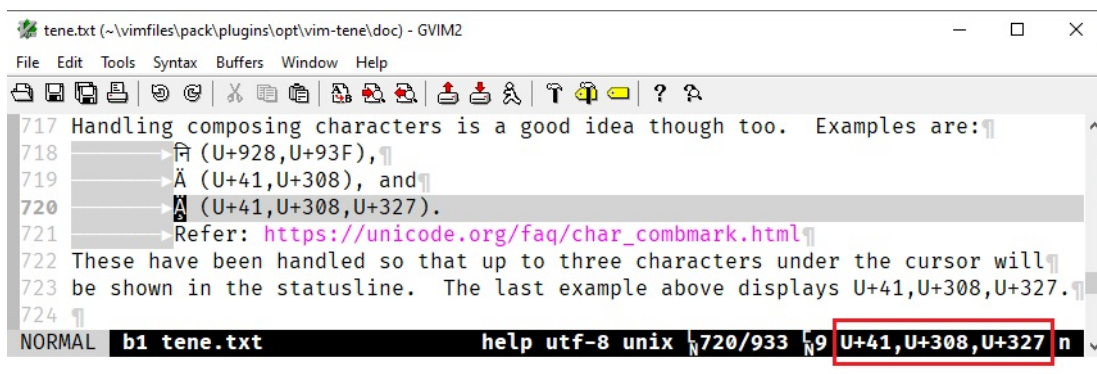 tene.txt (~\vimfiles\pack\plugins\opt\vim-tene\doc) - GVIM2
File Edit Tools Syntax Buffers Window Help
717 Handling composing characters is a good idea though too.  Examples are:¶
718 नि (U+928,U+93F),¶
719 Ä (U+41,U+308), and¶
720 Ä̧ (U+41,U+308,U+327).
721 Refer: https://unicode.org/faq/char_combmark.html¶
722 These have been handled so that up to three characters under the cursor will¶
723 be shown in the statusline.  The last example above displays U+41,U+308,U+327.¶
724 ¶
NORMAL b1 tene.txt help utf-8 unix ␊720/933 ␊9 U+41,U+308,U+327 n